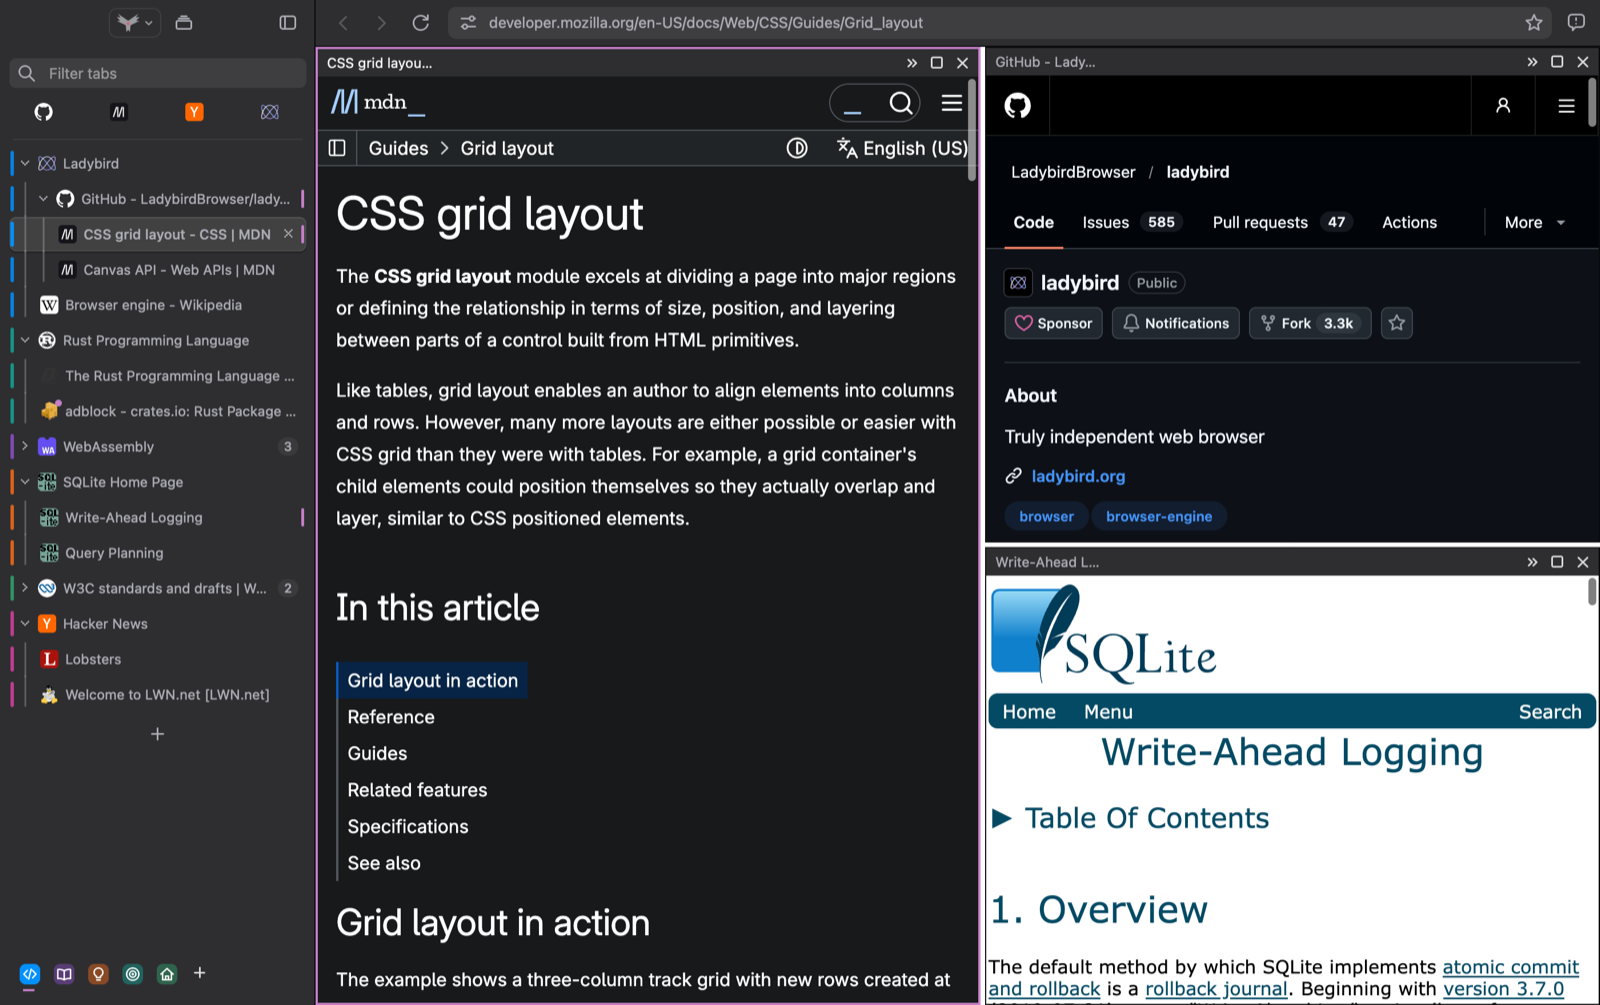 developer.mozilla.org/en-US/docs/Web/CSS/Guides/Grid_layout
Filter tabs
Ladybird
GitHub - LadybirdBrowser/lady...
CSS grid layout - CSS | MDN
Canvas API - Web APIs | MDN
Browser engine - Wikipedia
Rust Programming Language
The Rust Programming Language ...
adblock - crates.io: Rust Package ...
WebAssembly 3
SQLite Home Page
Write-Ahead Logging
Query Planning
W3C standards and drafts | W... 2
Hacker News
Lobsters
Welcome to LWN.net [LWN.net]
CSS grid layou...
mdn_
Guides > Grid layout
English (US)
CSS grid layout
The CSS grid layout module excels at dividing a page into major regions
or defining the relationship in terms of size, position, and layering
between parts of a control built from HTML primitives.
Like tables, grid layout enables an author to align elements into columns
and rows. However, many more layouts are either possible or easier with
CSS grid than they were with tables. For example, a grid container's
child elements could position themselves so they actually overlap and
layer, similar to CSS positioned elements.
In this article
Grid layout in action
Reference
Guides
Related features
Specifications
See also
Grid layout in action
The example shows a three-column track grid with new rows created at
GitHub - Lady...
LadybirdBrowser / ladybird
Code Issues 585 Pull requests 47 Actions More
ladybird Public
Sponsor Notifications Fork 3.3k
About
Truly independent web browser
ladybird.org
browser browser-engine
Write-Ahead L...
SQLite
Home Menu Search
Write-Ahead Logging
► Table Of Contents
1. Overview
The default method by which SQLite implements atomic commit
and rollback is a rollback journal. Beginning with version 3.7.0